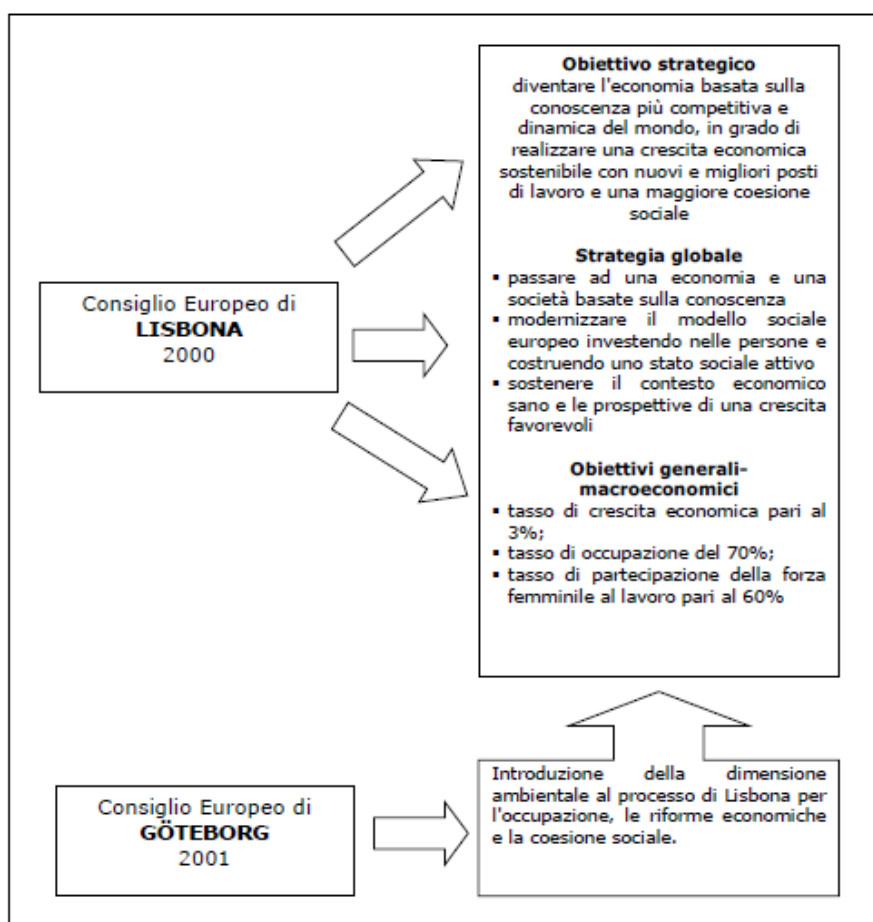 Consiglio Europeo di
LISBONA
2000
Obiettivo strategico
diventare l'economia basata sulla
conoscenza più competitiva e
dinamica del mondo, in grado di
realizzare una crescita economica
sostenibile con nuovi e migliori posti
di lavoro e una maggiore coesione
sociale
Strategia globale
▪ passare ad una economia e una
società basate sulla conoscenza
▪ modernizzare il modello sociale
europeo investendo nelle persone e
costruendo uno stato sociale attivo
▪ sostenere il contesto economico
sano e le prospettive di una crescita
favorevoli
Obiettivi generali-
macroeconomici
▪ tasso di crescita economica pari al
3%;
▪ tasso di occupazione del 70%;
▪ tasso di partecipazione della forza
femminile al lavoro pari al 60%
Consiglio Europeo di
GÖTEBORG
2001
Introduzione della dimensione
ambientale al processo di Lisbona per
l'occupazione, le riforme economiche
e la coesione sociale.